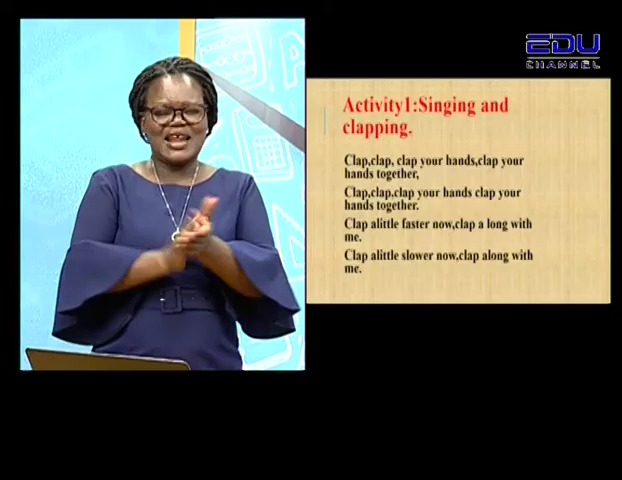 EDU
CHANNEL
Activity1:Singing and
clapping.
Clap,clap, clap your hands,clap your
hands together,
Clap,clap,clap your hands clap your
hands together.
Clap alittle faster now,clap a long with
me.
Clap alittle slower now,clap along with
me.